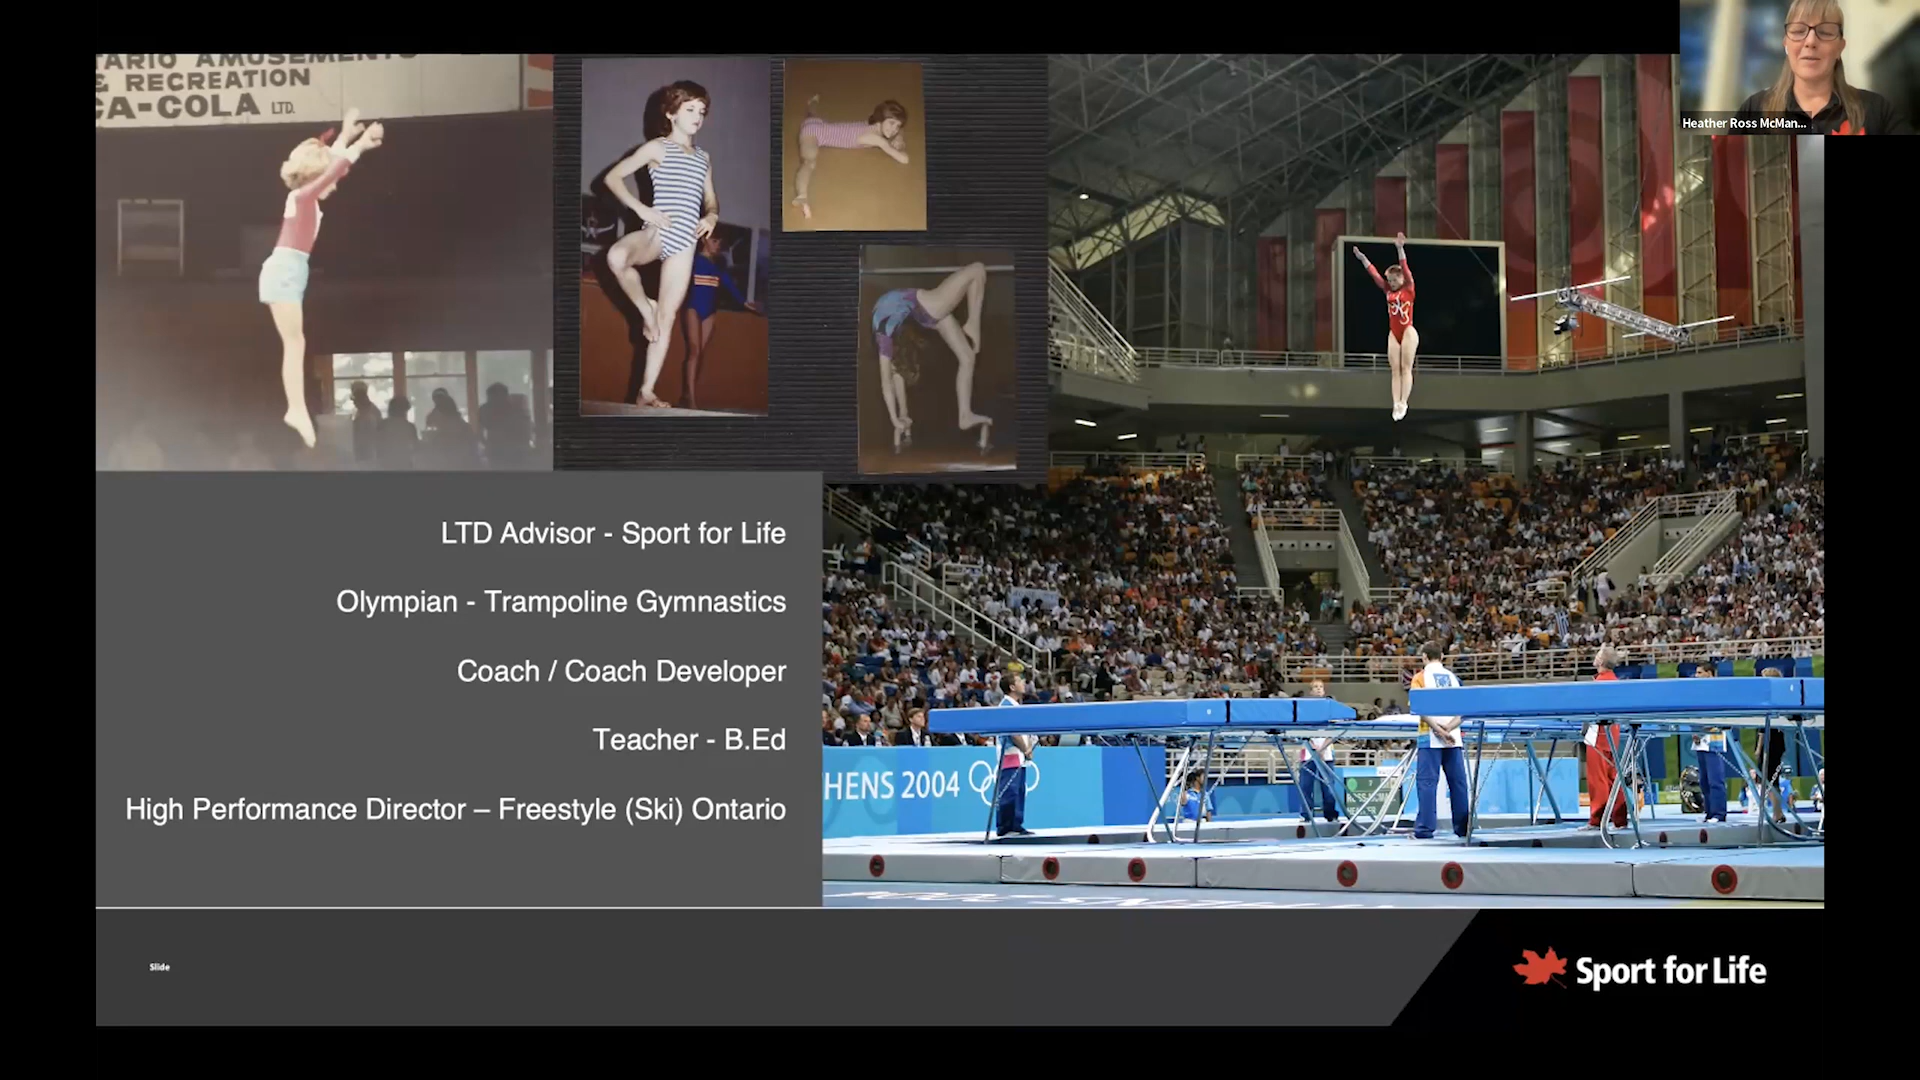 TARIO AMUSEMENTS
& RECREATION
CA-COLA LTD.
Heather Ross McMan...
LTD Advisor - Sport for Life
Olympian - Trampoline Gymnastics
Coach / Coach Developer
Teacher - B.Ed
High Performance Director – Freestyle (Ski) Ontario
HENS 2004
Slide
Sport for Life